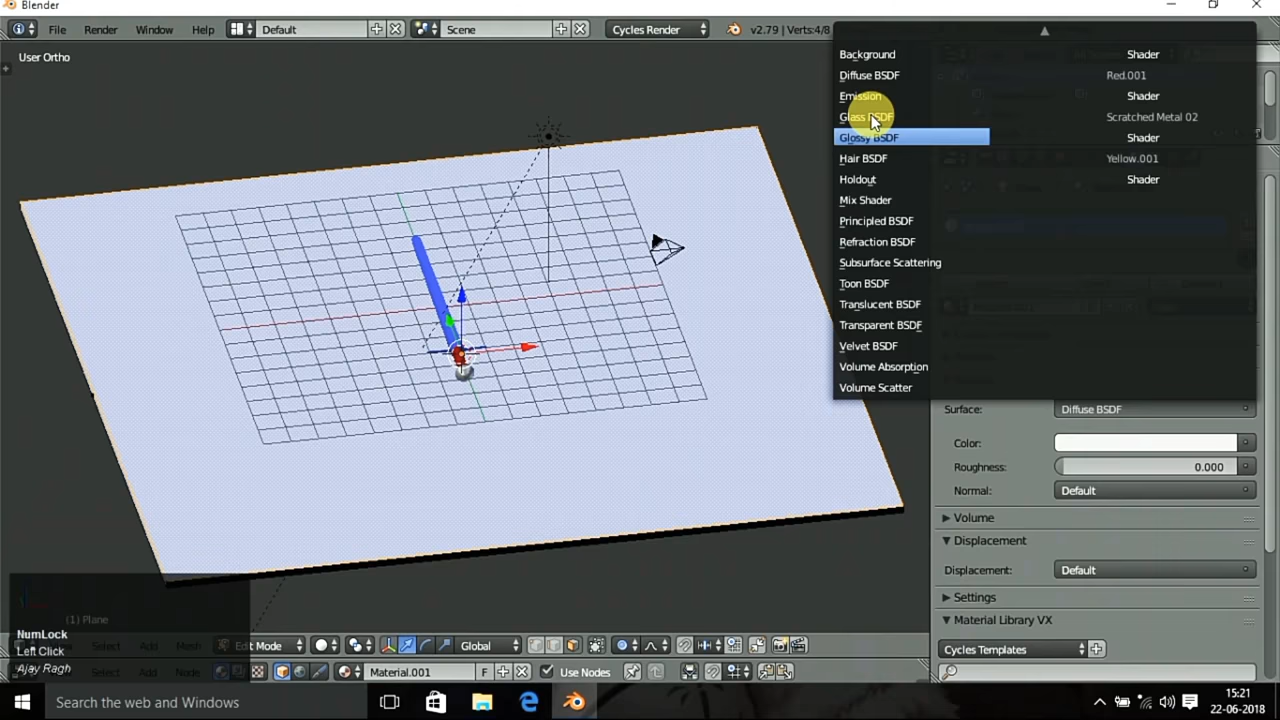 Blender
File
Render
Window
Help
Default
Scene
Cycles Render
v2.79 | Verts:4/8
User Ortho
Background
Shader
Diffuse BSDF
Red.001
Emission
Shader
Glass BSDF
Scratched Metal 02
Glossy BSDF
Shader
Hair BSDF
Yellow.001
Holdout
Shader
Mix Shader
Principled BSDF
Refraction BSDF
Subsurface Scattering
Toon BSDF
Translucent BSDF
Transparent BSDF
Velvet BSDF
Volume Absorption
Volume Scatter
Surface:
Diffuse BSDF
Color:
Roughness:
0.000
Normal:
Default
Volume
Displacement
Displacement:
Default
Settings
Material Library VX
Cycles Templates
(1) Plane
NumLock
Left Click
Ajay Ragh
Select
Add
Mesh
Edit Mode
Global
Select
Add
Node
Material.001
F
Use Nodes
Search the web and Windows
15:21
22-06-2018